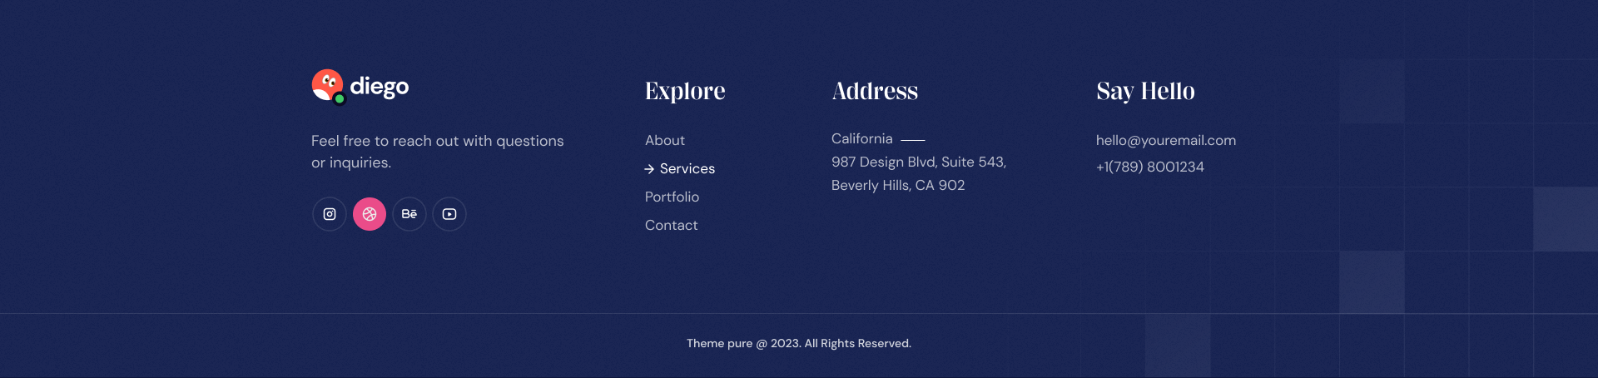 diego
Feel free to reach out with questions
or inquiries.
Bē
Explore
About
→ Services
Portfolio
Contact
Address
California
987 Design Blvd, Suite 543,
Beverly Hills, CA 902
Say Hello
hello@youremail.com
+1(789) 8001234
Theme pure @ 2023. All Rights Reserved.